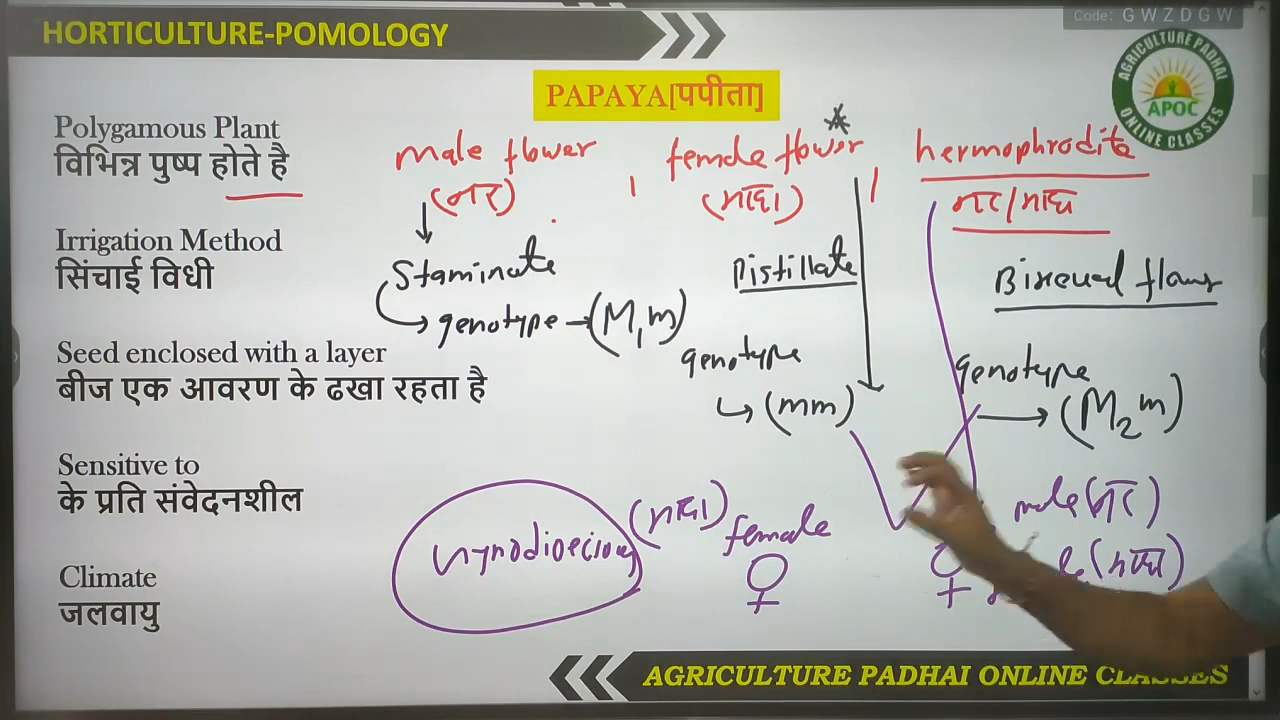 Code: GWZDGW
HORTICULTURE-POMOLOGY
AGRICULTURE PADHAI
APOC
ONLINE CLASSES
PAPAYA[पपीता]
Polygamous Plant
विभिन्न पुष्प होते है
Irrigation Method
सिंचाई विधी
Seed enclosed with a layer
बीज एक आवरण के ढखा रहता है
Sensitive to
के प्रति संवेदनशील
Climate
जलवायु
male flower
(नर)
Staminate
genotype → (M₁m)
female flower
(मादा)
Pistillate
genotype
↳ (mm)
hermophrodite
नर/मादा
Bisexual flower
genotype
→ (M₂m)
gynodioecious
(मादा) female
♀
male (नर)
♀
(मादा)
AGRICULTURE PADHAI ONLINE CLASSES